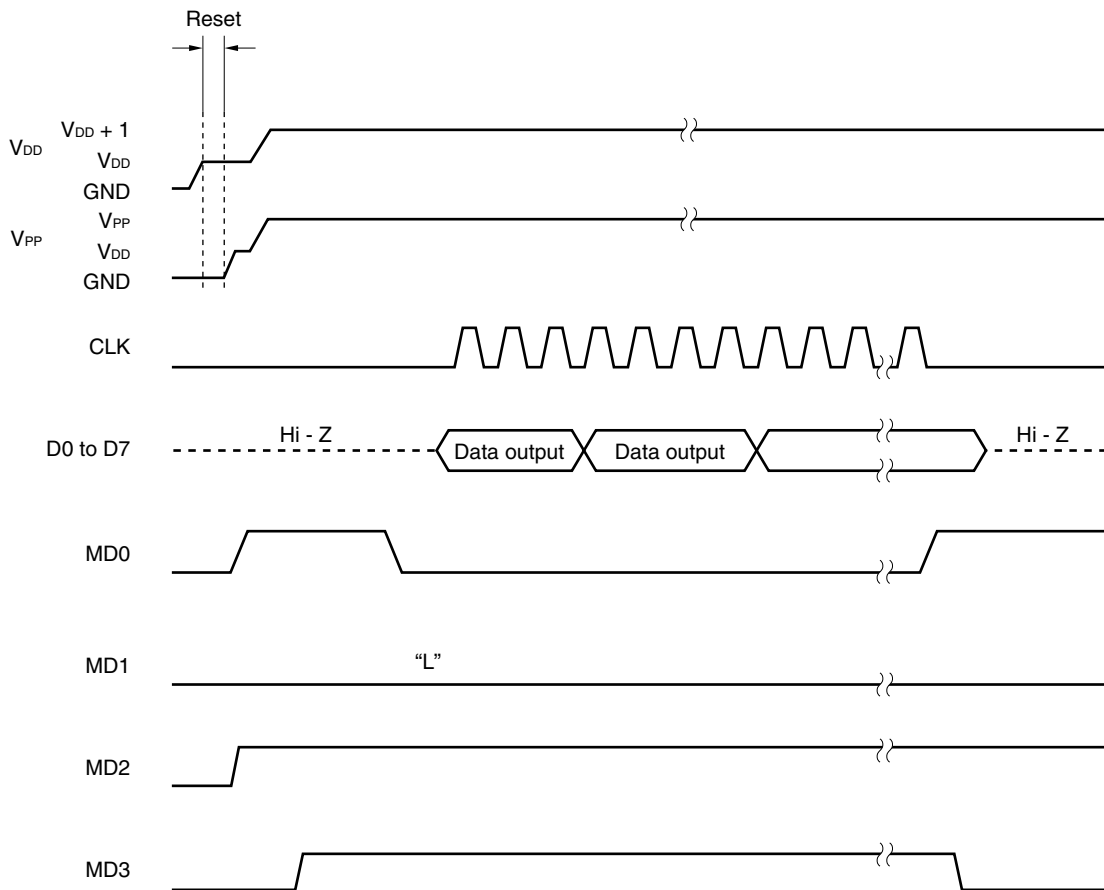 Reset
VDD + 1
VDD
VDD
GND
VPP
VPP
VDD
GND
CLK
D0 to D7
Hi - Z
Data output
Data output
Hi - Z
MD0
MD1
“L”
MD2
MD3